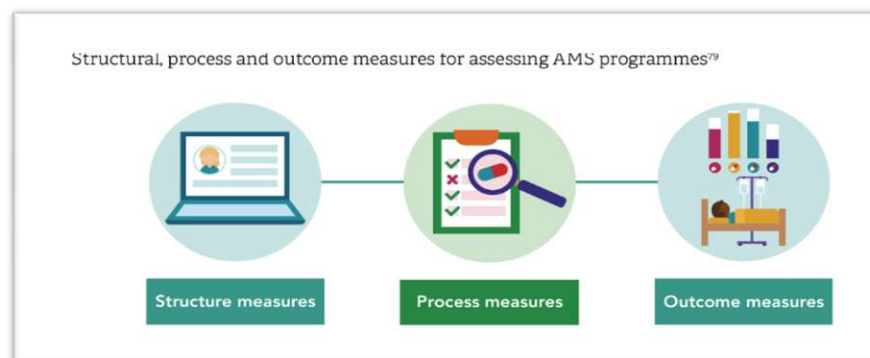 Structural, process and outcome measures for assessing AMS programmes⁷⁹
Structure measures
Process measures
Outcome measures